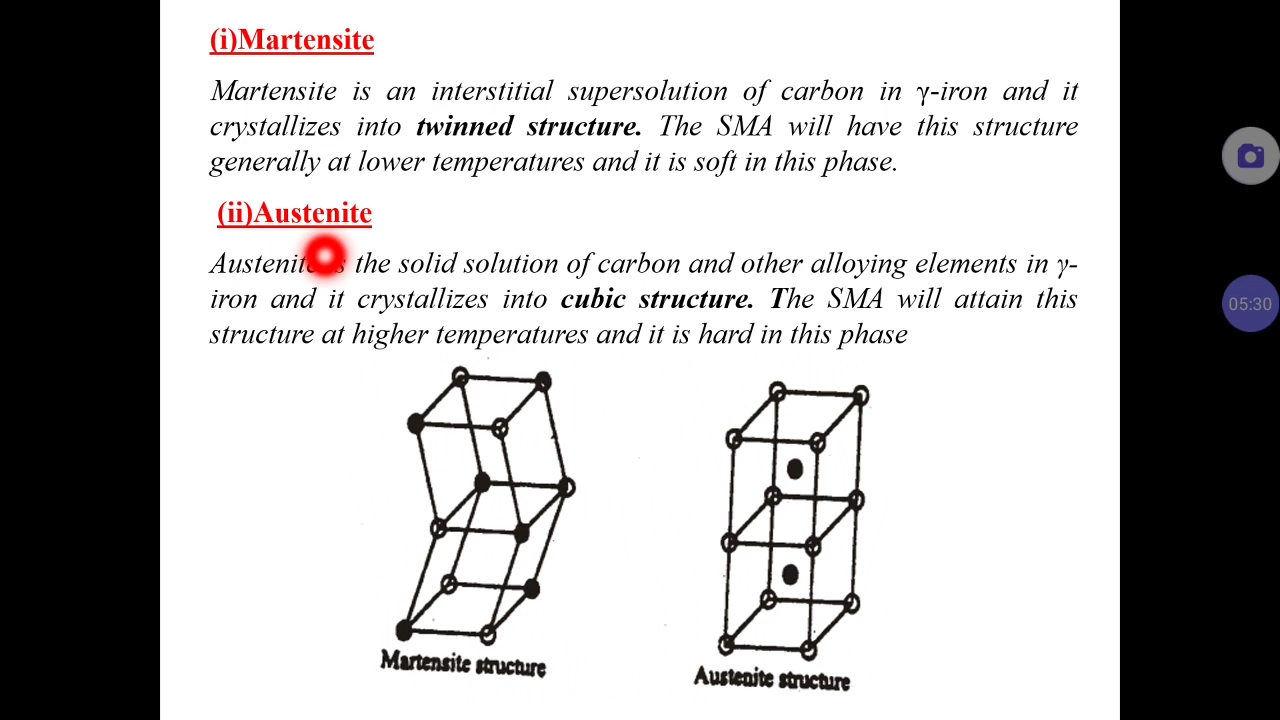 (i)Martensite
Martensite is an interstitial supersolution of carbon in γ-iron and it
crystallizes into twinned structure. The SMA will have this structure
generally at lower temperatures and it is soft in this phase.
(ii)Austenite
Austenite is the solid solution of carbon and other alloying elements in γ-
iron and it crystallizes into cubic structure. The SMA will attain this
structure at higher temperatures and it is hard in this phase
Martensite structure
Austenite structure
05:30